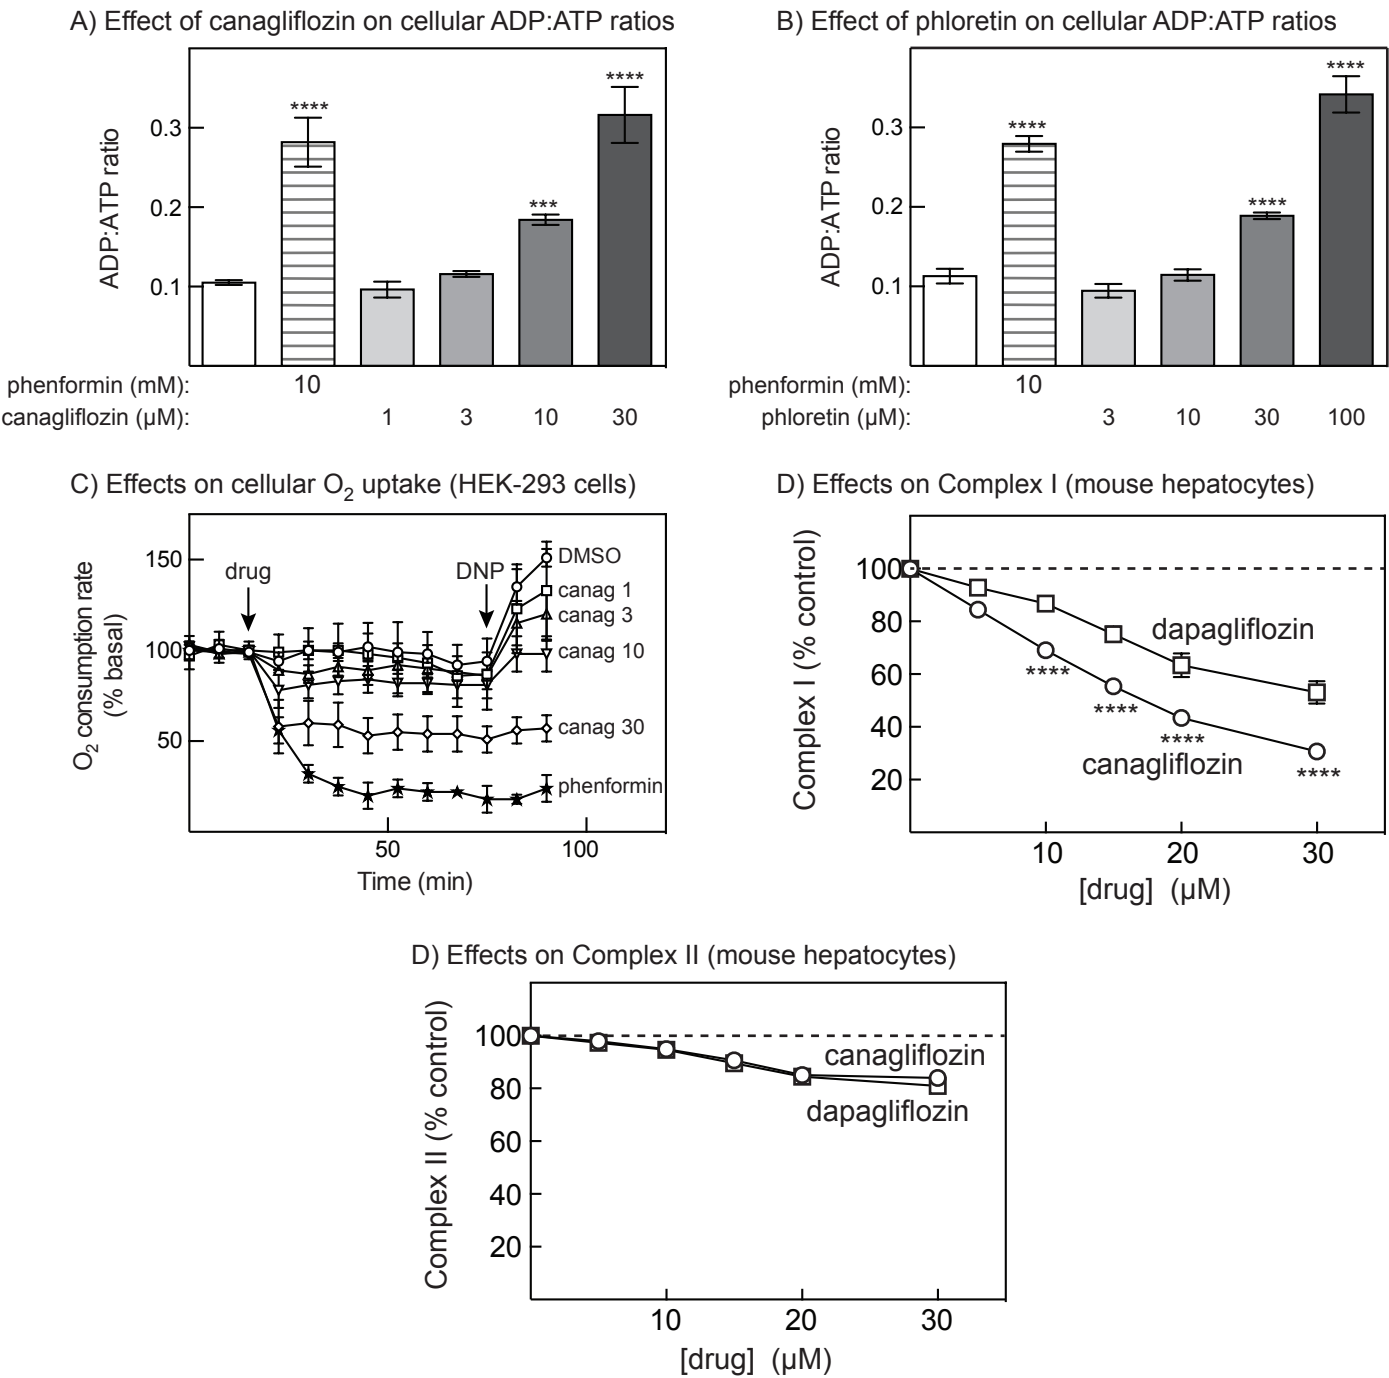 A) Effect of canagliflozin on cellular ADP:ATP ratios
ADP:ATP ratio
0.3
0.2
0.1
****
***
****
phenformin (mM):
10
canagliflozin (µM):
1 3 10 30
B) Effect of phloretin on cellular ADP:ATP ratios
ADP:ATP ratio
0.3
0.2
0.1
****
****
****
phenformin (mM):
10
phloretin (µM):
3 10 30 100
C) Effects on cellular O2 uptake (HEK-293 cells)
O2 consumption rate
(% basal)
150
100
50
drug
DNP
DMSO
canag 1
canag 3
canag 10
canag 30
phenformin
50 100
Time (min)
D) Effects on Complex I (mouse hepatocytes)
Complex I (% control)
100
80
60
40
20
dapagliflozin
****
****
****
canagliflozin
****
10 20 30
[drug] (µM)
D) Effects on Complex II (mouse hepatocytes)
Complex II (% control)
100
80
60
40
20
canagliflozin
dapagliflozin
10 20 30
[drug] (µM)